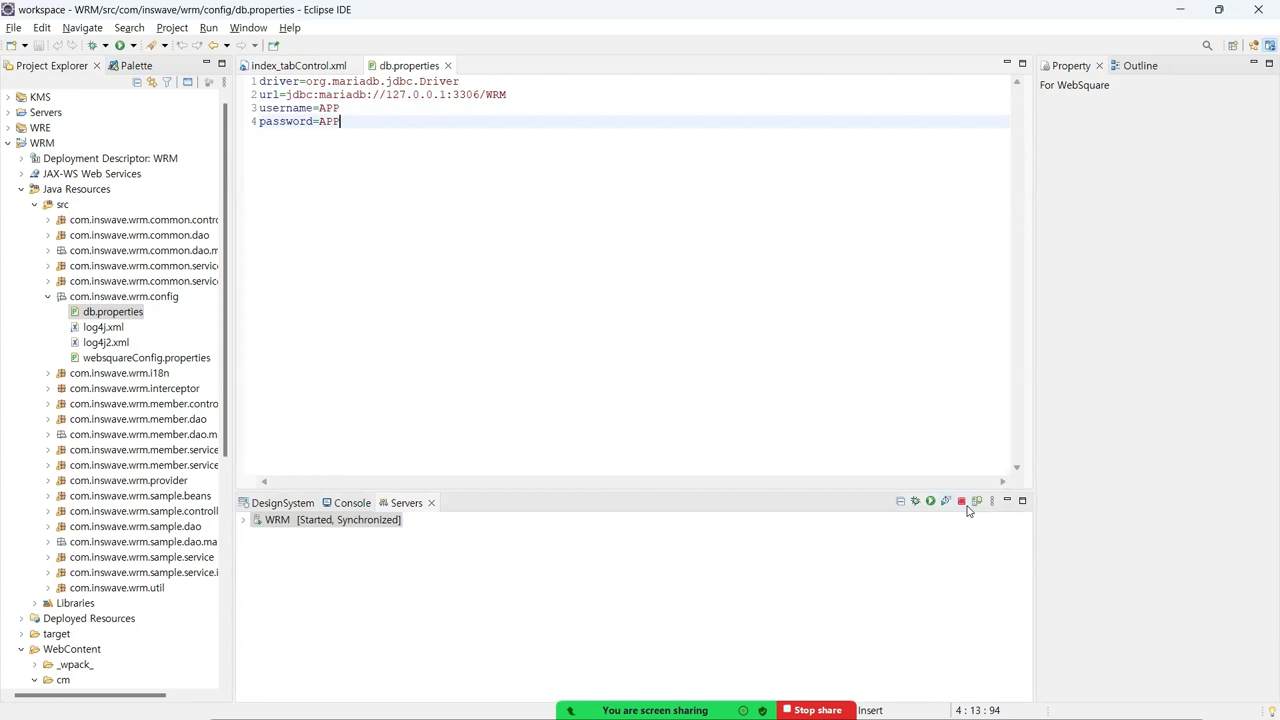 workspace - WRM/src/com/inswave/wrm/config/db.properties - Eclipse IDE
File Edit Navigate Search Project Run Window Help
Project Explorer
Palette
KMS
Servers
WRE
WRM
Deployment Descriptor: WRM
JAX-WS Web Services
Java Resources
src
com.inswave.wrm.common.contro
com.inswave.wrm.common.dao
com.inswave.wrm.common.dao.m
com.inswave.wrm.common.service
com.inswave.wrm.common.service
com.inswave.wrm.config
db.properties
log4j.xml
log4j2.xml
websquareConfig.properties
com.inswave.wrm.i18n
com.inswave.wrm.interceptor
com.inswave.wrm.member.contro
com.inswave.wrm.member.dao
com.inswave.wrm.member.dao.m
com.inswave.wrm.member.service
com.inswave.wrm.member.service
com.inswave.wrm.provider
com.inswave.wrm.sample.beans
com.inswave.wrm.sample.controll
com.inswave.wrm.sample.dao
com.inswave.wrm.sample.dao.ma
com.inswave.wrm.sample.service
com.inswave.wrm.sample.service.i
com.inswave.wrm.util
Libraries
Deployed Resources
target
WebContent
_wpack_
cm
index_tabControl.xml
db.properties
1 driver=org.mariadb.jdbc.Driver
2 url=jdbc:mariadb://127.0.0.1:3306/WRM
3 username=APP
4 password=APP
DesignSystem
Console
Servers
WRM [Started, Synchronized]
Property
Outline
For WebSquare
You are screen sharing
Stop share
Insert
4 : 13 : 94